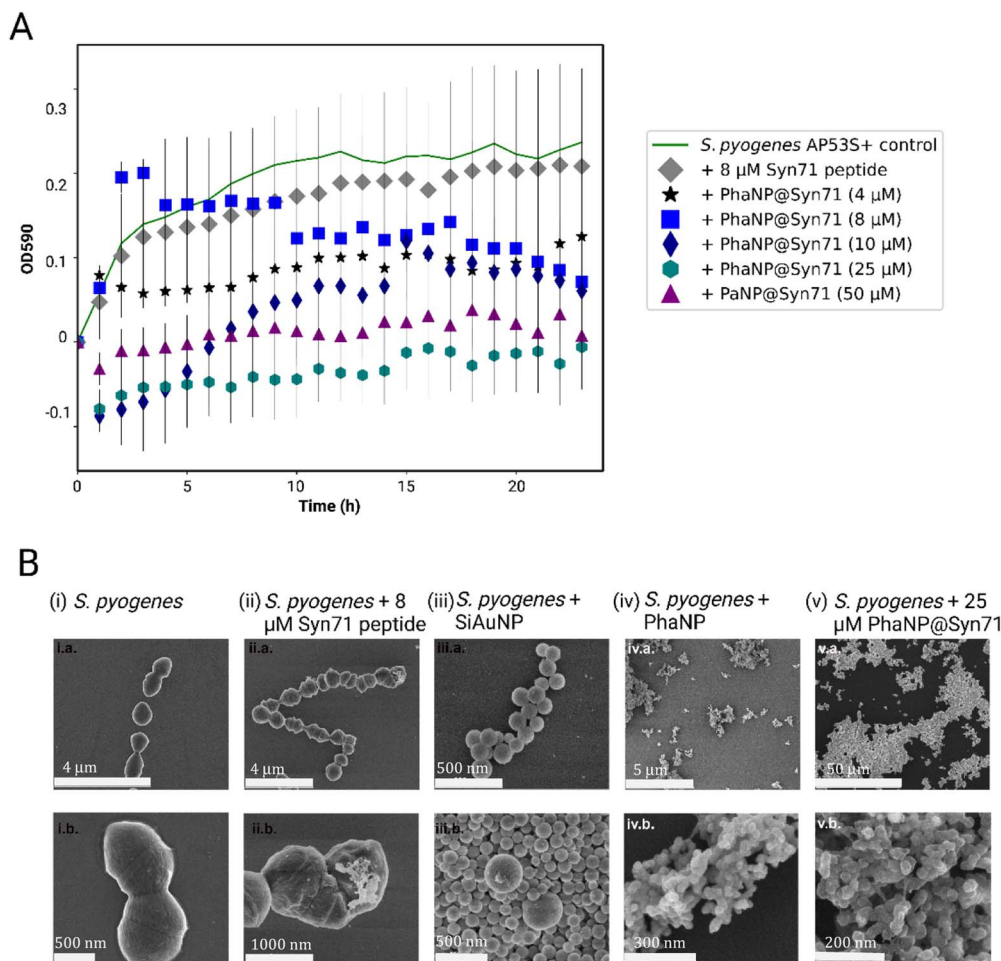 A
0.3
0.2
0.1
0
-0.1
OD590
0
5
10
15
20
Time (h)
S. pyogenes AP53S+ control
+ 8 μM Syn71 peptide
+ PhaNP@Syn71 (4 μM)
+ PhaNP@Syn71 (8 μM)
+ PhaNP@Syn71 (10 μM)
+ PhaNP@Syn71 (25 μM)
+ PaNP@Syn71 (50 μM)
B
(i) S. pyogenes
(ii) S. pyogenes + 8
μM Syn71 peptide
(iii) S. pyogenes +
SiAuNP
(iv) S. pyogenes +
PhaNP
(v) S. pyogenes + 25
μM PhaNP@Syn71
i.a.
4 μm
ii.a.
4 μm
iii.a.
500 nm
iv.a.
5 μm
v.a.
50 μm
i.b.
500 nm
ii.b.
1000 nm
iii.b.
500 nm
iv.b.
300 nm
v.b.
200 nm